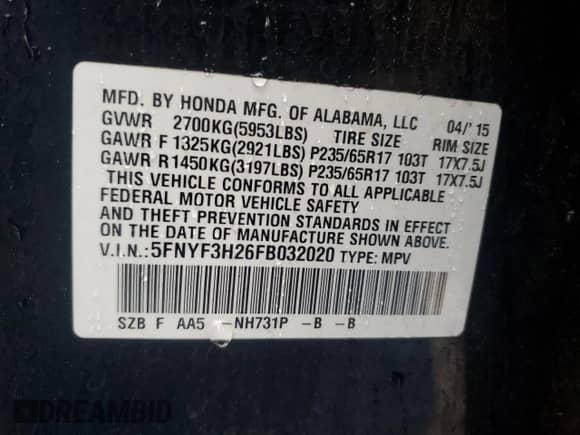 MFD. BY HONDA MFG. OF ALABAMA, LLC 04/'15
GVWR 2700KG(5953LBS) TIRE SIZE RIM SIZE
GAWR F 1325KG(2921LBS) P235/65R17 103T 17X7.5J
GAWR R1450KG(3197LBS) P235/65R17 103T 17X7.5J
THIS VEHICLE CONFORMS TO ALL APPLICABLE
FEDERAL MOTOR VEHICLE SAFETY
AND THEFT PREVENTION STANDARDS IN EFFECT
ON THE DATE OF MANUFACTURE SHOWN ABOVE.
V.I.N.:5FNYF3H26FB032020 TYPE: MPV
SZB F AA5 -NH731P -B -B
DREAMBID